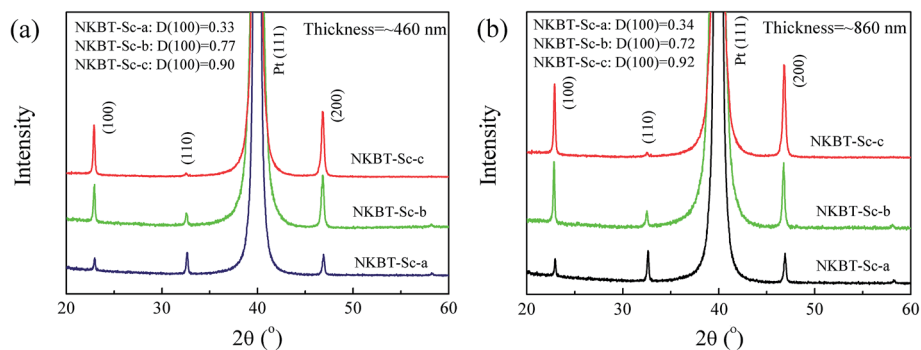 (a)
NKBT-Sc-a: D(100)=0.33
NKBT-Sc-b: D(100)=0.77
NKBT-Sc-c: D(100)=0.90
Thickness=~460 nm
Pt (111)
(100)
(110)
(200)
NKBT-Sc-c
NKBT-Sc-b
NKBT-Sc-a
Intensity
20 30 40 50 60
2θ (°)
(b)
NKBT-Sc-a: D(100)=0.34
NKBT-Sc-b: D(100)=0.72
NKBT-Sc-c: D(100)=0.92
Thickness=~860 nm
Pt (111)
(100)
(110)
(200)
NKBT-Sc-c
NKBT-Sc-b
NKBT-Sc-a
Intensity
20 30 40 50 60
2θ (°)